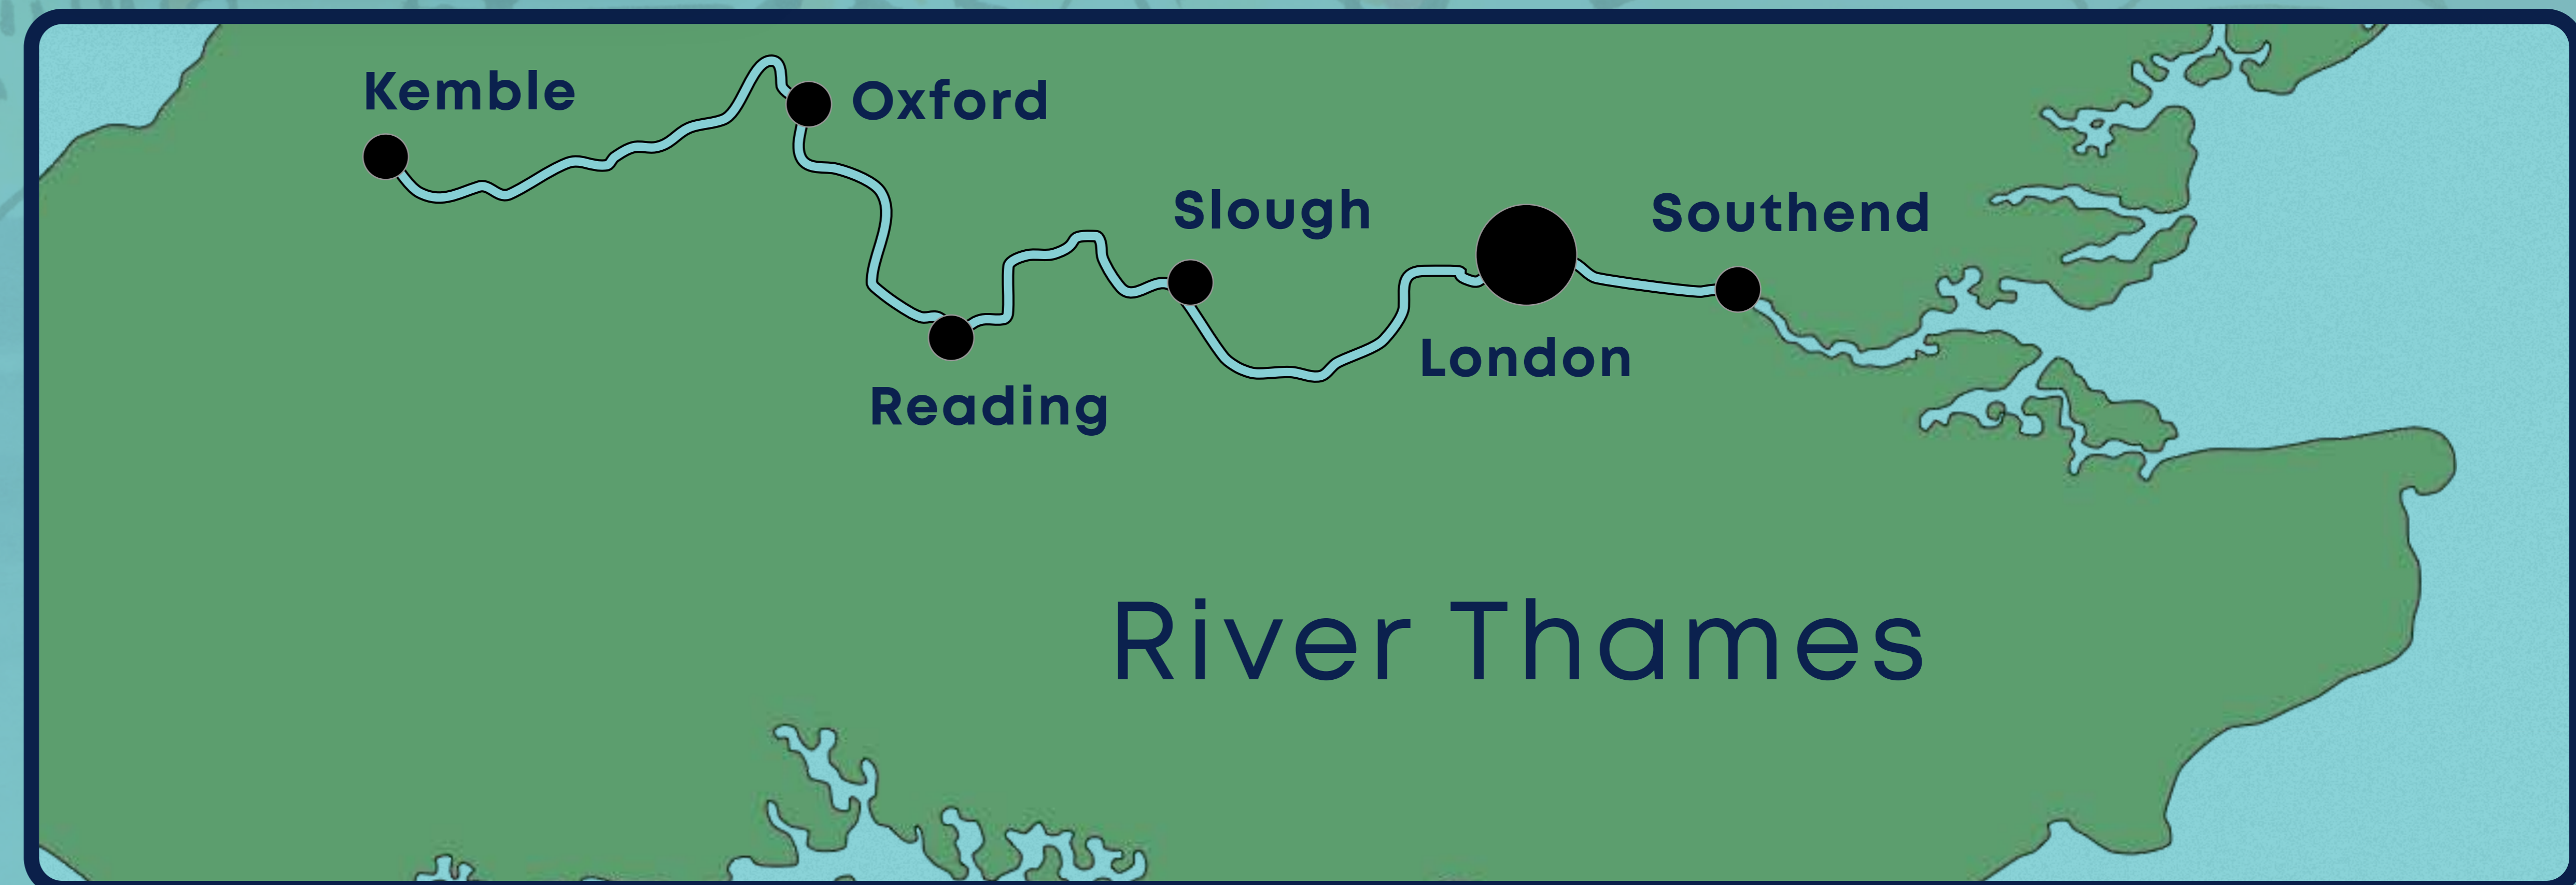 Kemble
Oxford
Slough
Southend
London
Reading
River Thames